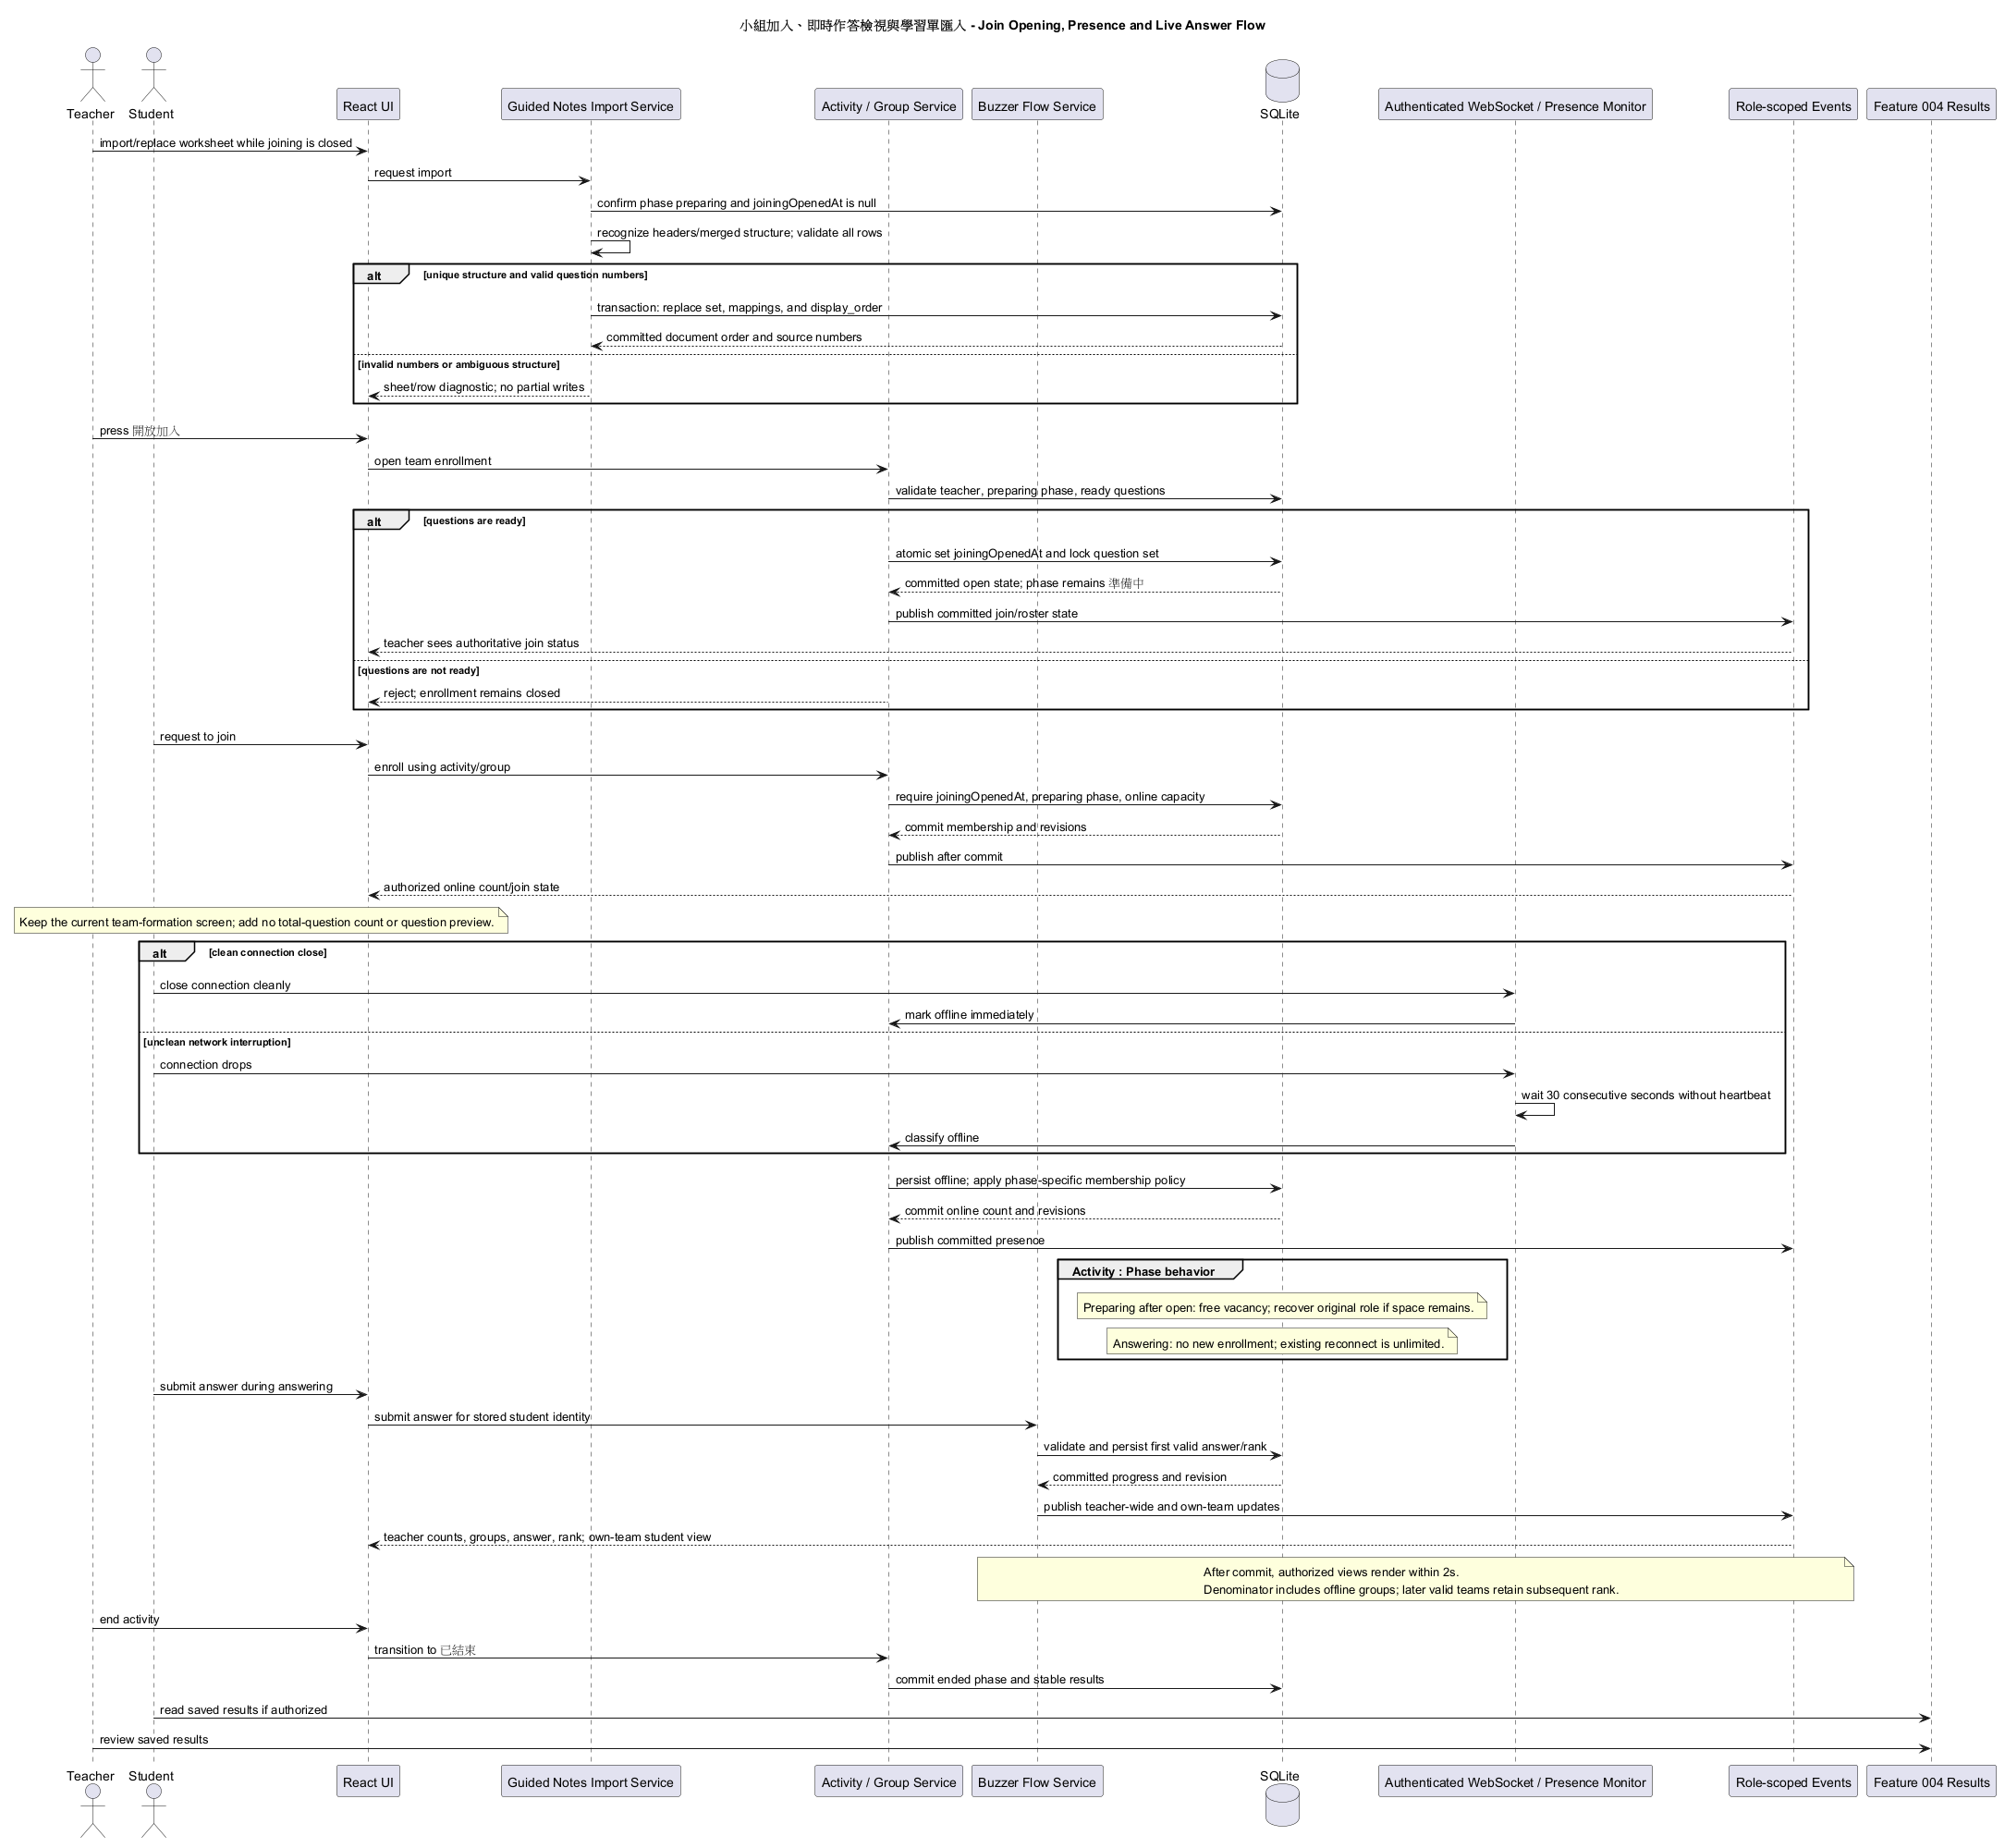 小組加入、即時作答檢視與學習單匯入 - Join Opening, Presence and Live Answer Flow
Teacher
Student
React UI
Guided Notes Import Service
Activity / Group Service
Buzzer Flow Service
SQLite
Authenticated WebSocket / Presence Monitor
Role-scoped Events
Feature 004 Results
import/replace worksheet while joining is closed
request import
confirm phase preparing and joiningOpenedAt is null
recognize headers/merged structure; validate all rows
alt [unique structure and valid question numbers]
transaction: replace set, mappings, and display_order
committed document order and source numbers
[invalid numbers or ambiguous structure]
sheet/row diagnostic; no partial writes
press 開放加入
open team enrollment
validate teacher, preparing phase, ready questions
alt [questions are ready]
atomic set joiningOpenedAt and lock question set
committed open state; phase remains 準備中
publish committed join/roster state
teacher sees authoritative join status
[questions are not ready]
reject; enrollment remains closed
request to join
enroll using activity/group
require joiningOpenedAt, preparing phase, online capacity
commit membership and revisions
publish after commit
authorized online count/join state
Keep the current team-formation screen; add no total-question count or question preview.
alt [clean connection close]
close connection cleanly
mark offline immediately
[unclean network interruption]
connection drops
wait 30 consecutive seconds without heartbeat
classify offline
persist offline; apply phase-specific membership policy
commit online count and revisions
publish committed presence
Activity : Phase behavior
Preparing after open: free vacancy; recover original role if space remains.
Answering: no new enrollment; existing reconnect is unlimited.
submit answer during answering
submit answer for stored student identity
validate and persist first valid answer/rank
committed progress and revision
publish teacher-wide and own-team updates
teacher counts, groups, answer, rank; own-team student view
After commit, authorized views render within 2s.
Denominator includes offline groups; later valid teams retain subsequent rank.
end activity
transition to 已結束
commit ended phase and stable results
read saved results if authorized
review saved results
Teacher
Student
React UI
Guided Notes Import Service
Activity / Group Service
Buzzer Flow Service
SQLite
Authenticated WebSocket / Presence Monitor
Role-scoped Events
Feature 004 Results